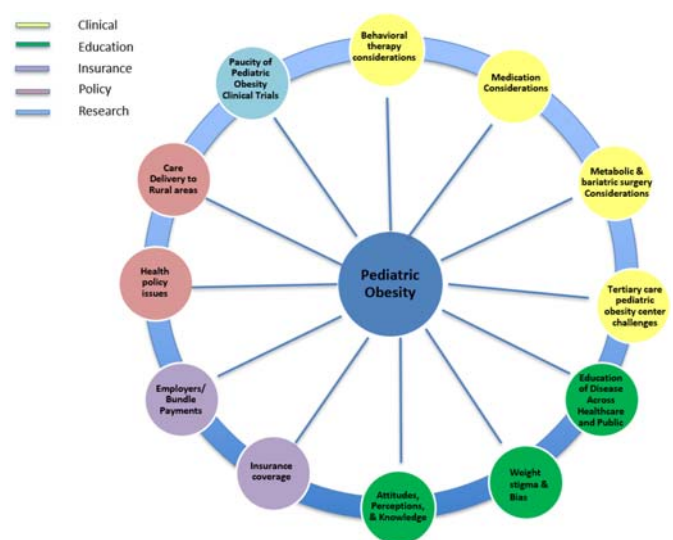 Clinical
Education
Insurance
Policy
Research
Behavioral
therapy
considerations
Medication
Considerations
Metabolic &
bariatric surgery
Considerations
Tertiary care
pediatric
obesity center
challenges
Education
of Disease
Across
Healthcare
and Public
Weight
stigma &
Bias
Attitudes,
Perceptions,
& Knowledge
Insurance
coverage
Employers/
Bundle
Payments
Health
policy
issues
Care
Delivery to
Rural areas
Paucity of
Pediatric
Obesity
Clinical Trials
Pediatric
Obesity